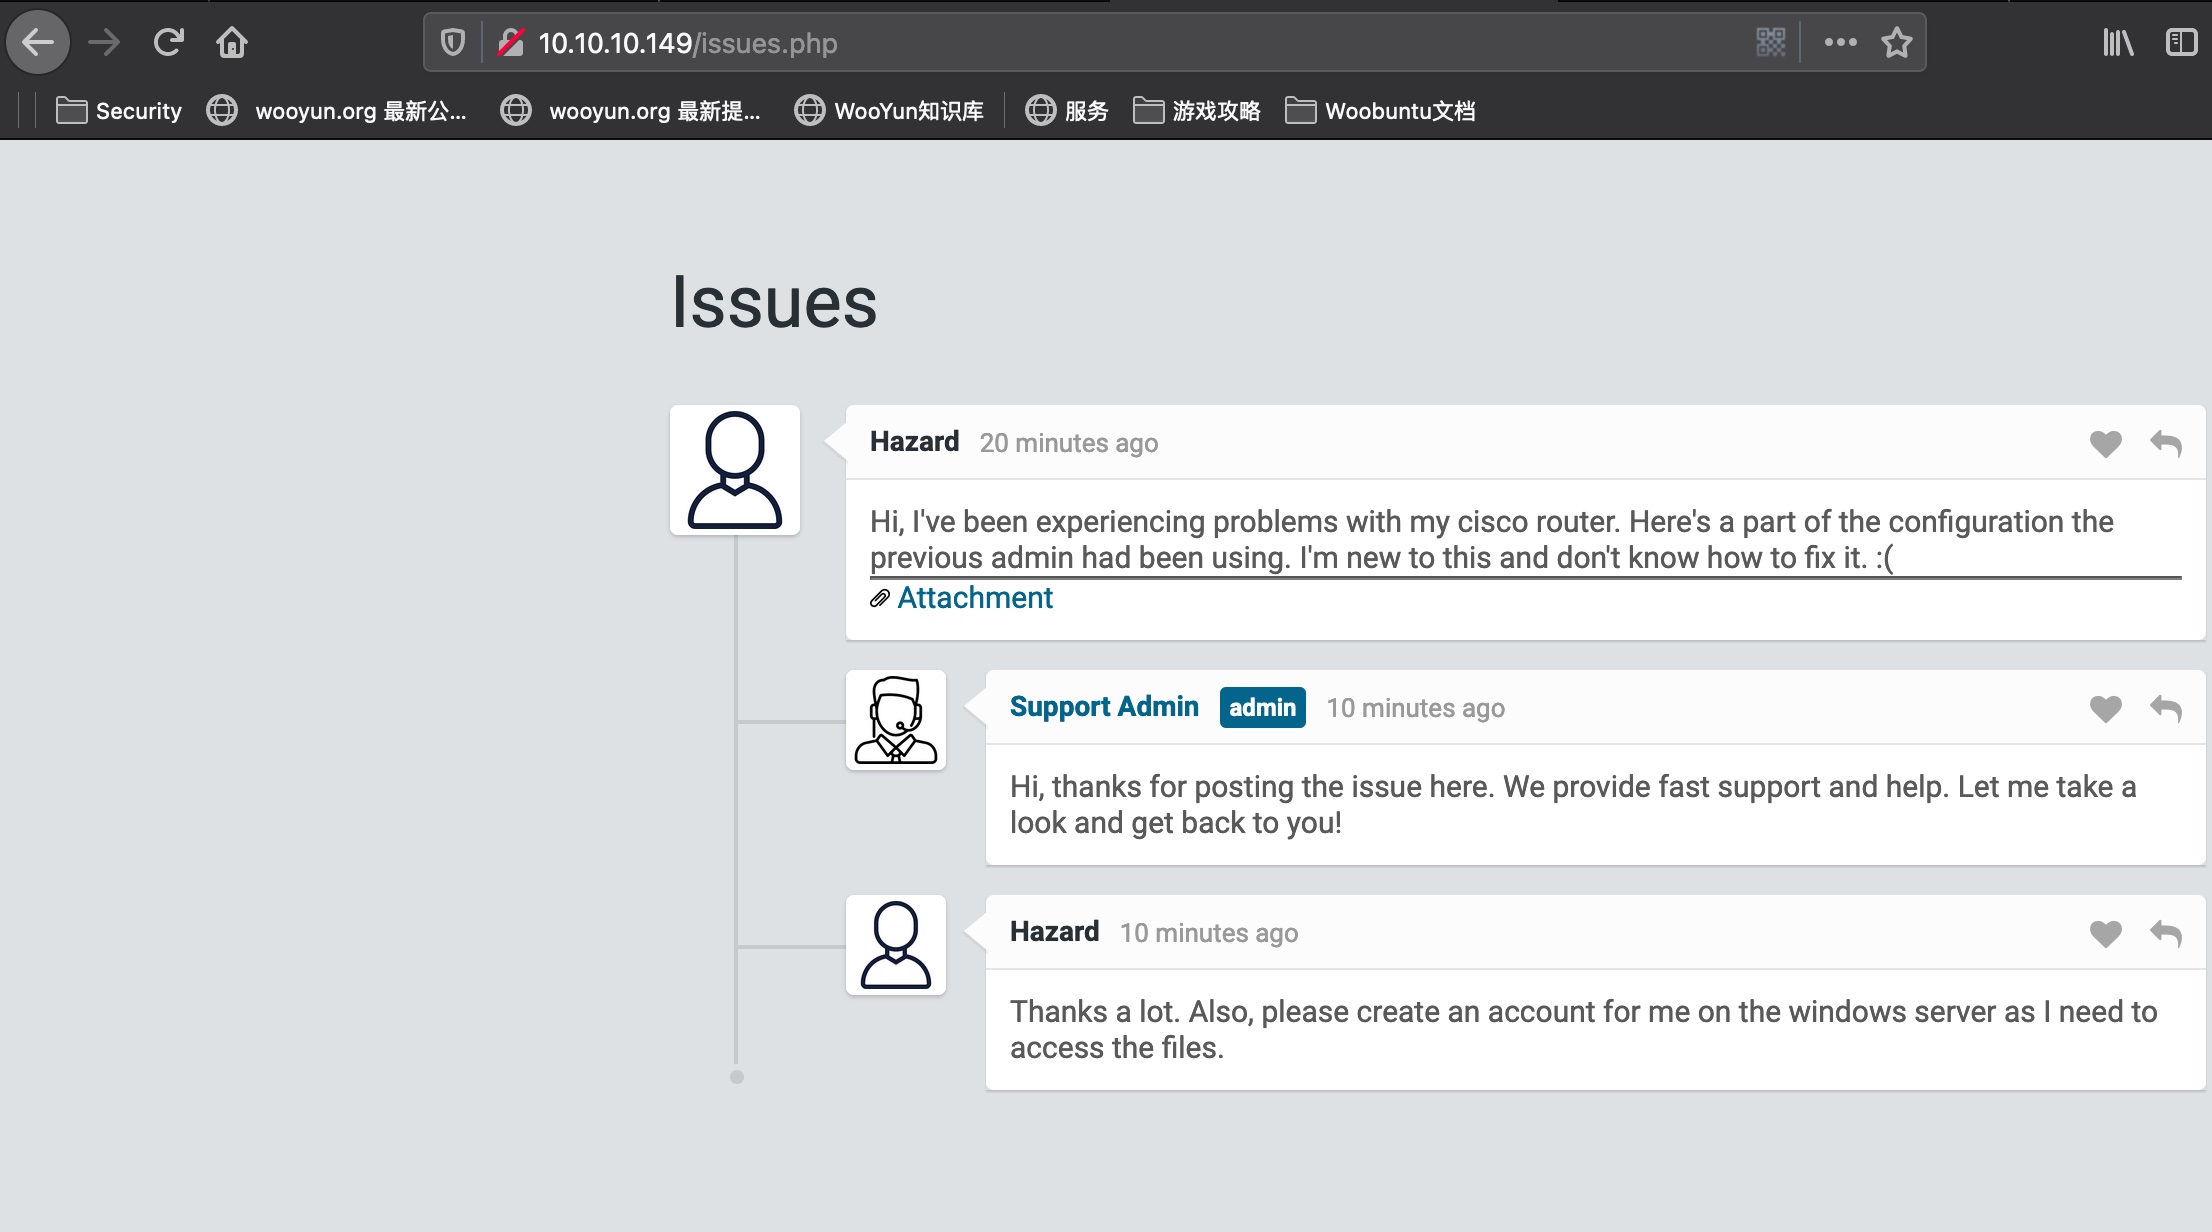 10.10.10.149/issues.php
Security wooyun.org 最新公... wooyun.org 最新提... WooYun知识库 服务 游戏攻略 Woobuntu文档
Issues
Hazard 20 minutes ago
Hi, I've been experiencing problems with my cisco router. Here's a part of the configuration the
previous admin had been using. I'm new to this and don't know how to fix it. :(
Attachment
Support Admin admin 10 minutes ago
Hi, thanks for posting the issue here. We provide fast support and help. Let me take a
look and get back to you!
Hazard 10 minutes ago
Thanks a lot. Also, please create an account for me on the windows server as I need to
access the files.